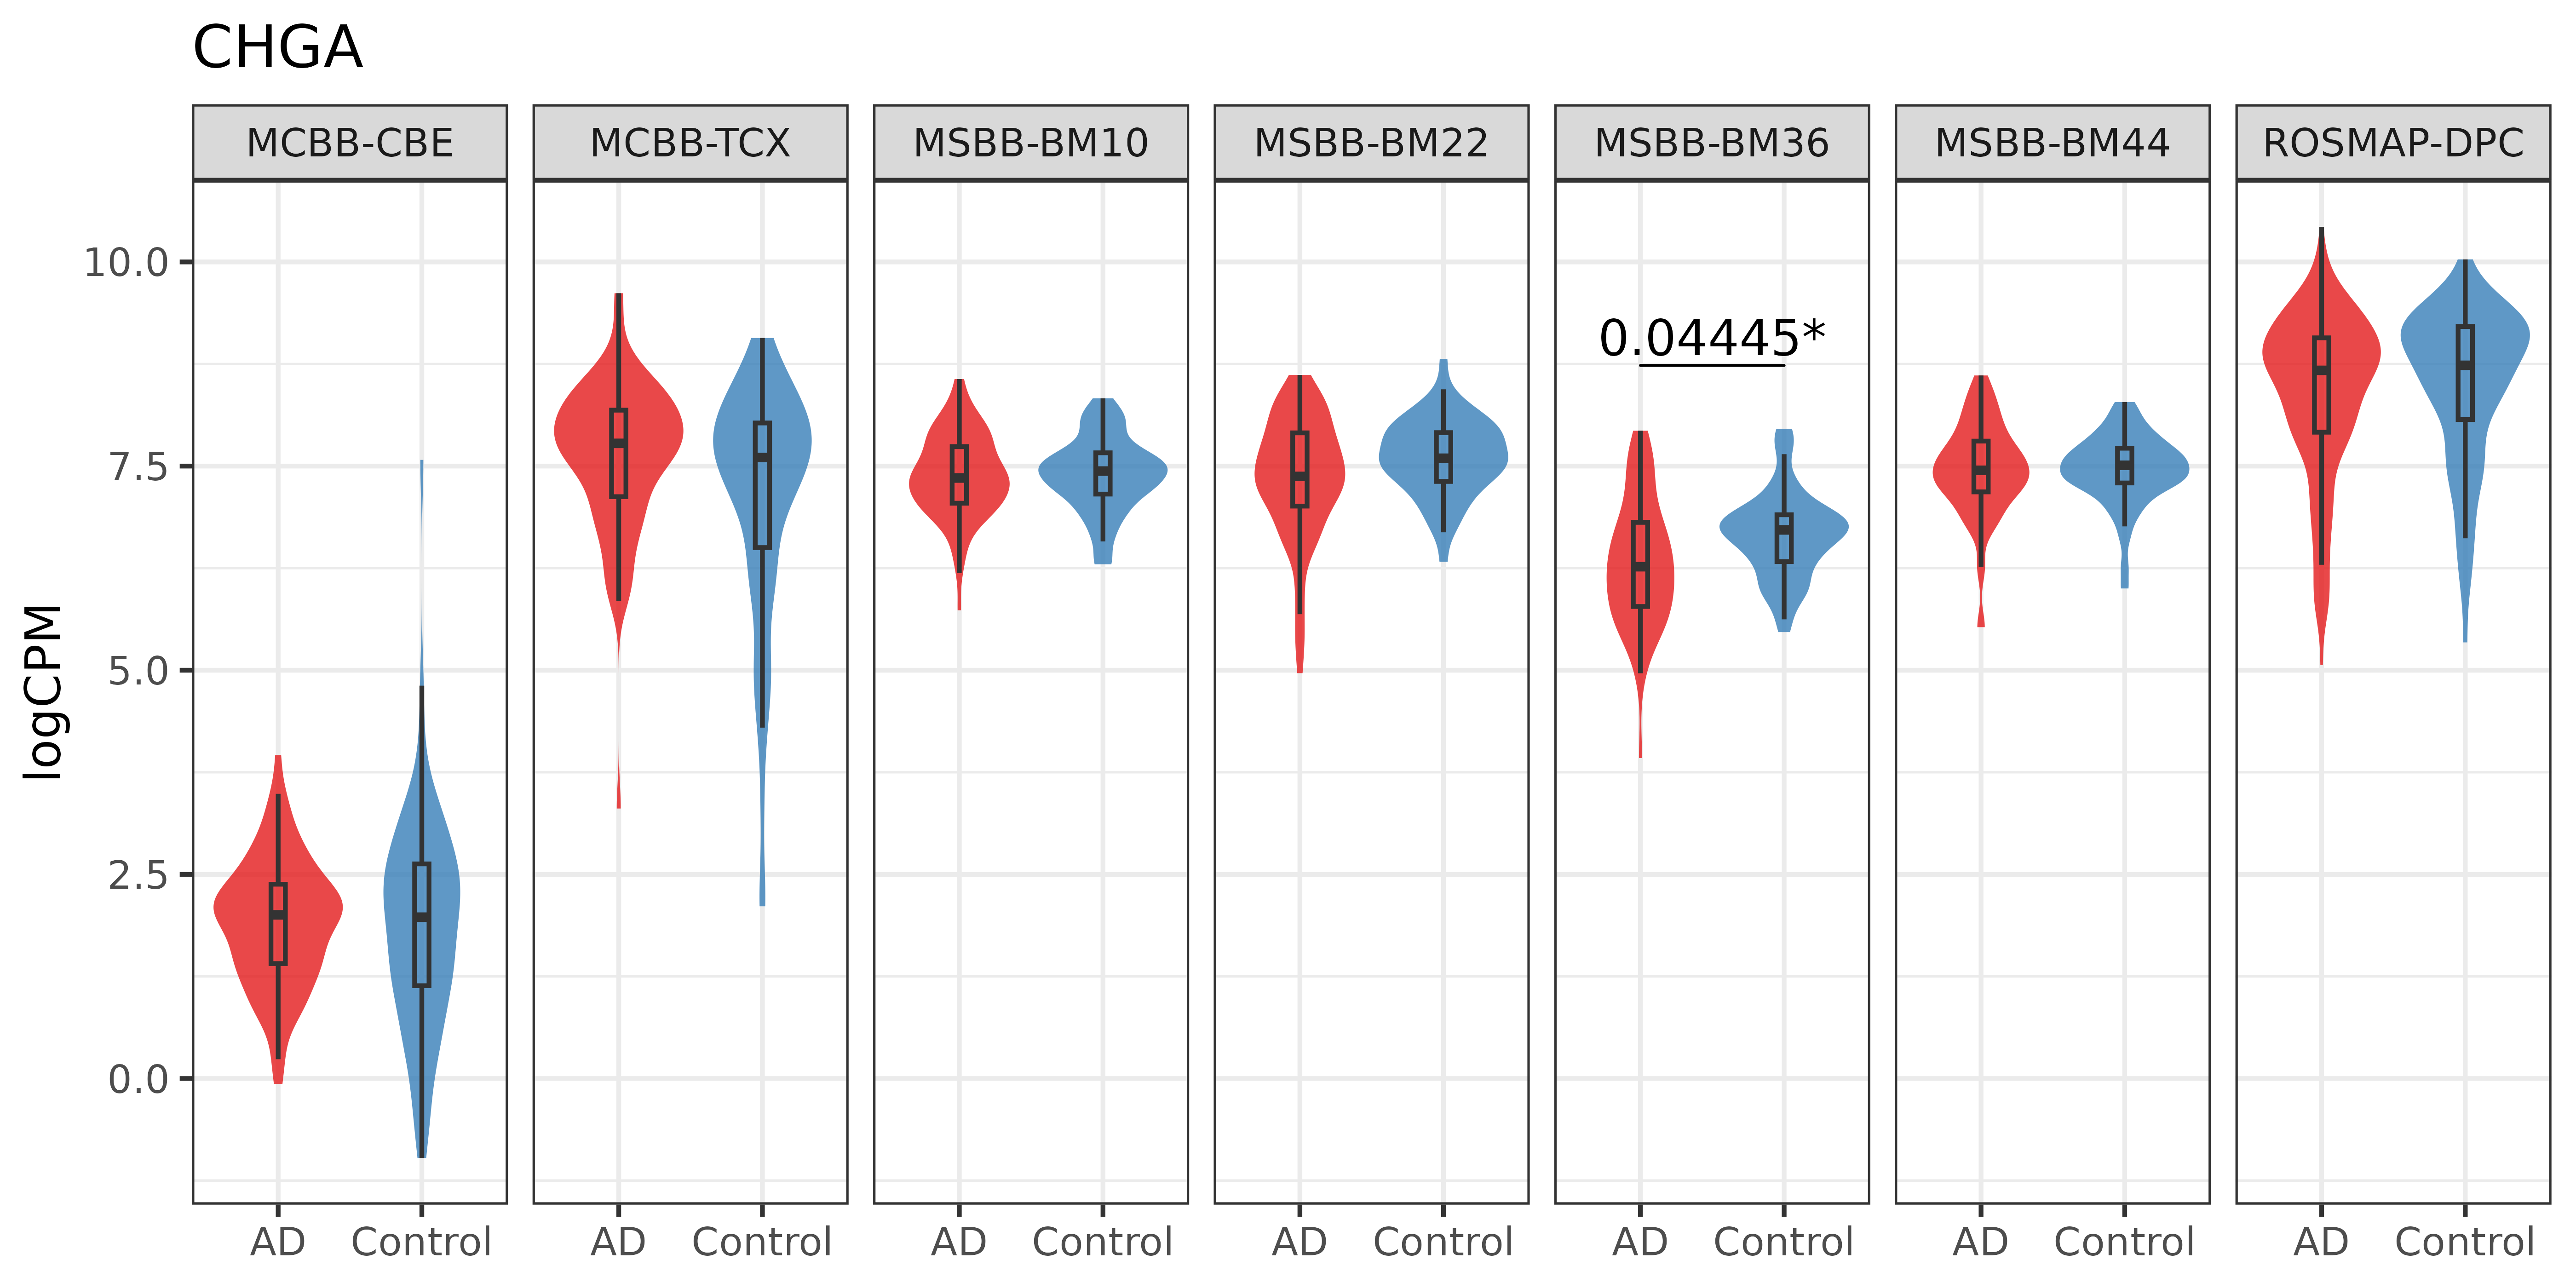 CHGA
MCBB-CBE MCBB-TCX MSBB-BM10 MSBB-BM22 MSBB-BM36 MSBB-BM44 ROSMAP-DPC
10.0
0.04445*
7.5
5.0
logCPM
2.5
0.0
AD Control AD Control AD Control AD Control AD Control AD Control AD Control